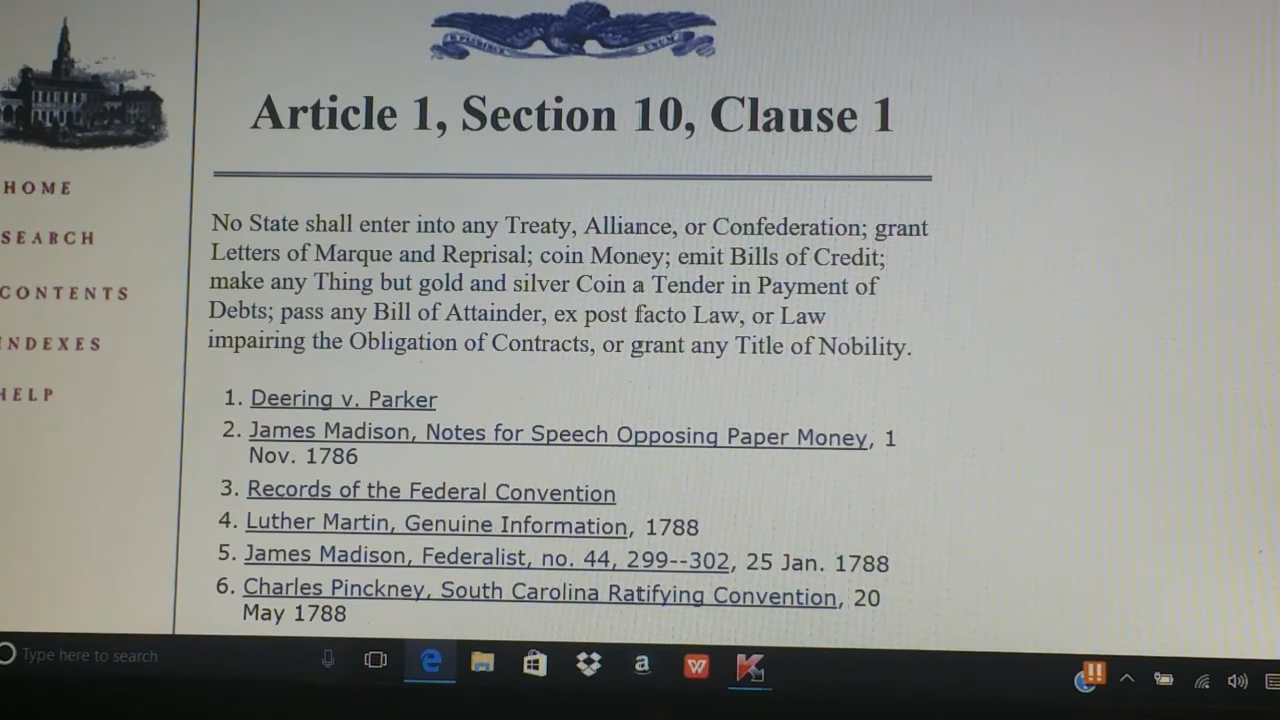 E PLURIBUS UNUM
Article 1, Section 10, Clause 1
HOME
SEARCH
CONTENTS
INDEXES
HELP
No State shall enter into any Treaty, Alliance, or Confederation; grant
Letters of Marque and Reprisal; coin Money; emit Bills of Credit;
make any Thing but gold and silver Coin a Tender in Payment of
Debts; pass any Bill of Attainder, ex post facto Law, or Law
impairing the Obligation of Contracts, or grant any Title of Nobility.
1. Deering v. Parker
2. James Madison, Notes for Speech Opposing Paper Money, 1
Nov. 1786
3. Records of the Federal Convention
4. Luther Martin, Genuine Information, 1788
5. James Madison, Federalist, no. 44, 299--302, 25 Jan. 1788
6. Charles Pinckney, South Carolina Ratifying Convention, 20
May 1788
Type here to search